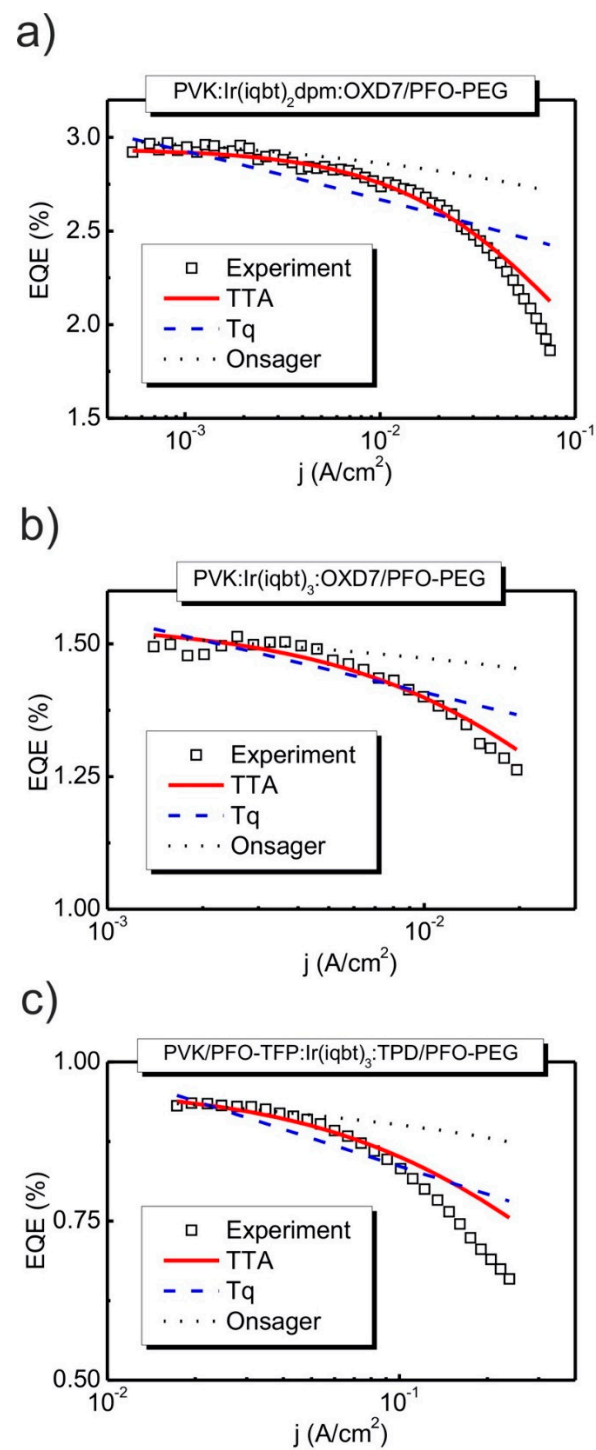 a)
PVK:Ir(iqbt)₂dpm:OXD7/PFO-PEG
3.0
2.5
2.0
1.5
EQE (%)
Experiment
TTA
Tq
Onsager
10⁻³
10⁻²
10⁻¹
j (A/cm²)
b)
PVK:Ir(iqbt)₃:OXD7/PFO-PEG
1.50
1.25
1.00
EQE (%)
Experiment
TTA
Tq
Onsager
10⁻³
10⁻²
j (A/cm²)
c)
PVK/PFO-TFP:Ir(iqbt)₃:TPD/PFO-PEG
1.00
0.75
0.50
EQE (%)
Experiment
TTA
Tq
Onsager
10⁻²
10⁻¹
j (A/cm²)